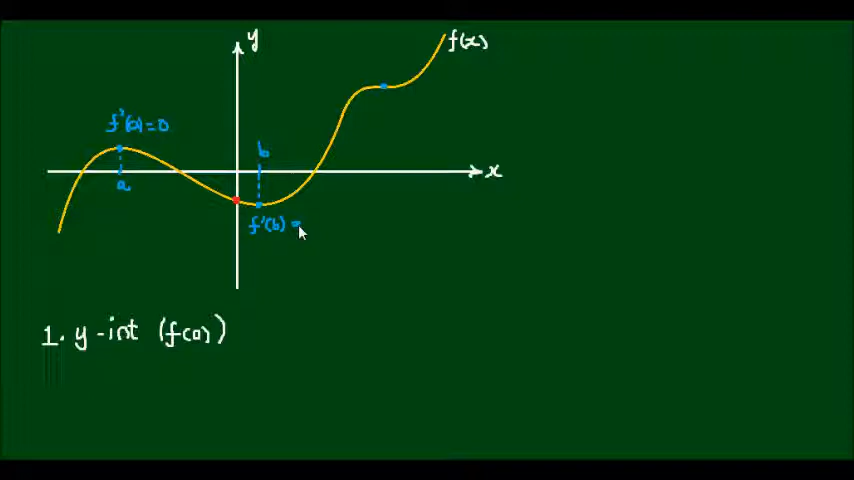 y
f(x)
f'(a)=0
b
x
a
f'(b) =
1. y-int (f(0))